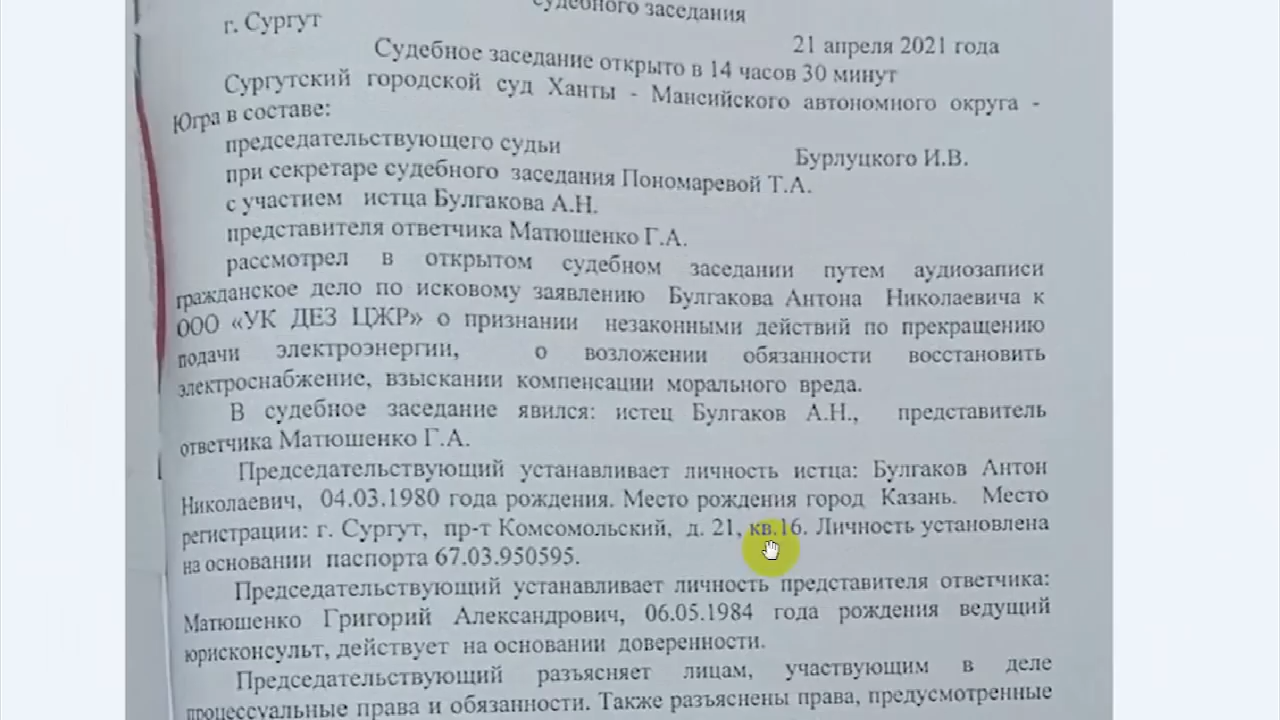 судебного заседания
г. Сургут
21 апреля 2021 года
Судебное заседание открыто в 14 часов 30 минут
Сургутский городской суд Ханты - Мансийского автономного округа -
Югра в составе:
председательствующего судьи
Бурлуцкого И.В.
при секретаре судебного заседания Пономаревой Т.А.
с участием истца Булгакова А.Н.
представителя ответчика Матюшенко Г.А.
рассмотрел в открытом судебном заседании путем аудиозаписи
гражданское дело по исковому заявлению Булгакова Антона Николаевича к
ООО «УК ДЕЗ ЦЖР» о признании незаконными действий по прекращению
подачи электроэнергии, о возложении обязанности восстановить
электроснабжение, взыскании компенсации морального вреда.
В судебное заседание явился: истец Булгаков А.Н., представитель
ответчика Матюшенко Г.А.
Председательствующий устанавливает личность истца: Булгаков Антон
Николаевич, 04.03.1980 года рождения. Место рождения город Казань. Место
регистрации: г. Сургут, пр-т Комсомольский, д. 21, кв.16. Личность установлена
на основании паспорта 67.03.950595.
Председательствующий устанавливает личность представителя ответчика:
Матюшенко Григорий Александрович, 06.05.1984 года рождения ведущий
юрисконсульт, действует на основании доверенности.
Председательствующий разъясняет лицам, участвующим в деле
процессуальные права и обязанности. Также разъяснены права, предусмотренные